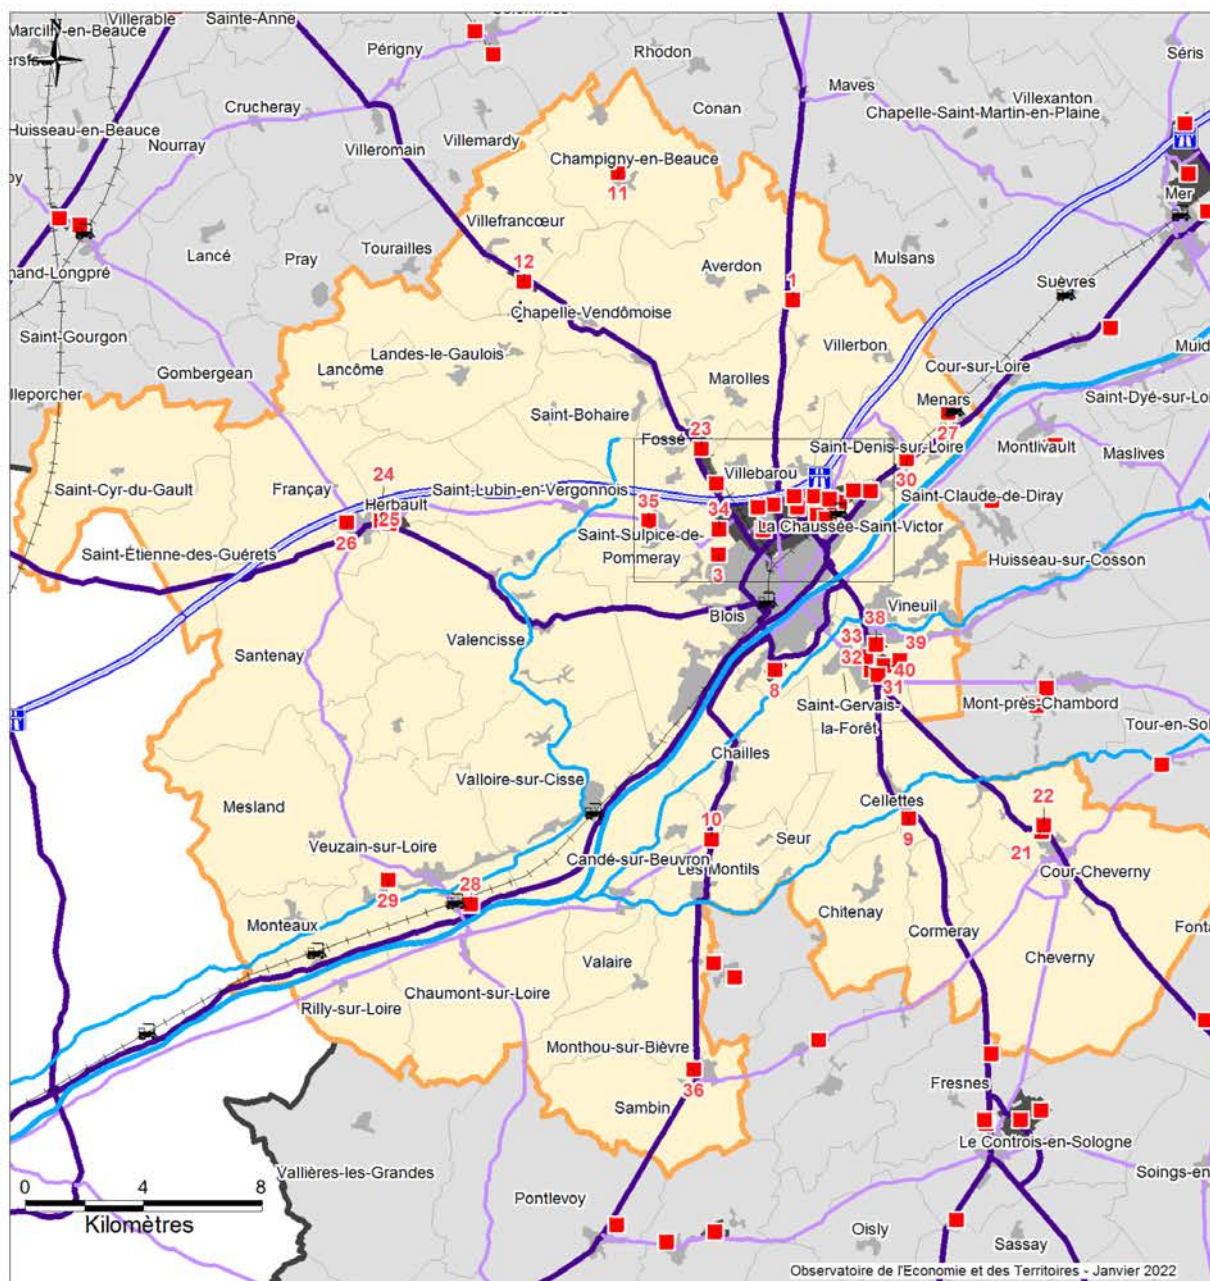 Villerable
Sainte-Anne
Marcilly-en-Beauce
Périgny
Rhodon
Séris
N
Maves
Villexanton
Crucheray
Conan
Chapelle-Saint-Martin-en-Plaine
Huisseau-en-Beauce
Nourray
Villemardy
Villeromain
Champigny-en-Beauce
11
Mer
Villefrancœur
Lancé
Pray
Tourailles
12
Averdon
1
Mulsans
Suèvres
Chapelle-Vendômoise
Saint-Gourgon
Landes-le-Gaulois
Lancôme
Villerbon
Gombergean
Marolles
Cour-sur-Loire
Menars
Saint-Dyé-sur-Loi
Saint-Bohaire
23
Fossé
27
Montlivault
Maslives
Saint-Denis-sur-Loire
Villebarou
30
24
Saint-Cyr-du-Gault
Françay
Saint-Lubin-en-Vergonnois
35
34
Saint-Claude-de-Diray
Herbault
25
La Chaussée-Saint-Victor
26
Saint-Sulpice-de-
Pommeray
Saint-Étienne-des-Guérets
3
Huisseau-sur-Cosson
Blois
Vineuil
38
Valencisse
33
39
32
Santenay
8
40
31
Saint-Gervais-
la-Forêt
Mont-près-Chambord
Tour-en-Sol
Chailles
Valloire-sur-Cisse
Mesland
Cellettes
22
10
9
Seur
Veuzain-sur-Loire
21
Candé-sur-Beuvron
Les Montils
Cour-Cheverny
28
29
Chitenay
Monteaux
Cormeray
Valaire
Cheverny
Chaumont-sur-Loire
Rilly-sur-Loire
Monthou-sur-Bièvre
36
Fresnes
Sambin
Le Controis-en-Sologne
Vallières-les-Grandes
Soings-en
0 4 8
Kilomètres
Pontlevoy
Oisly
Sassay
Observatoire de l'Economie et des Territoires - Janvier 2022